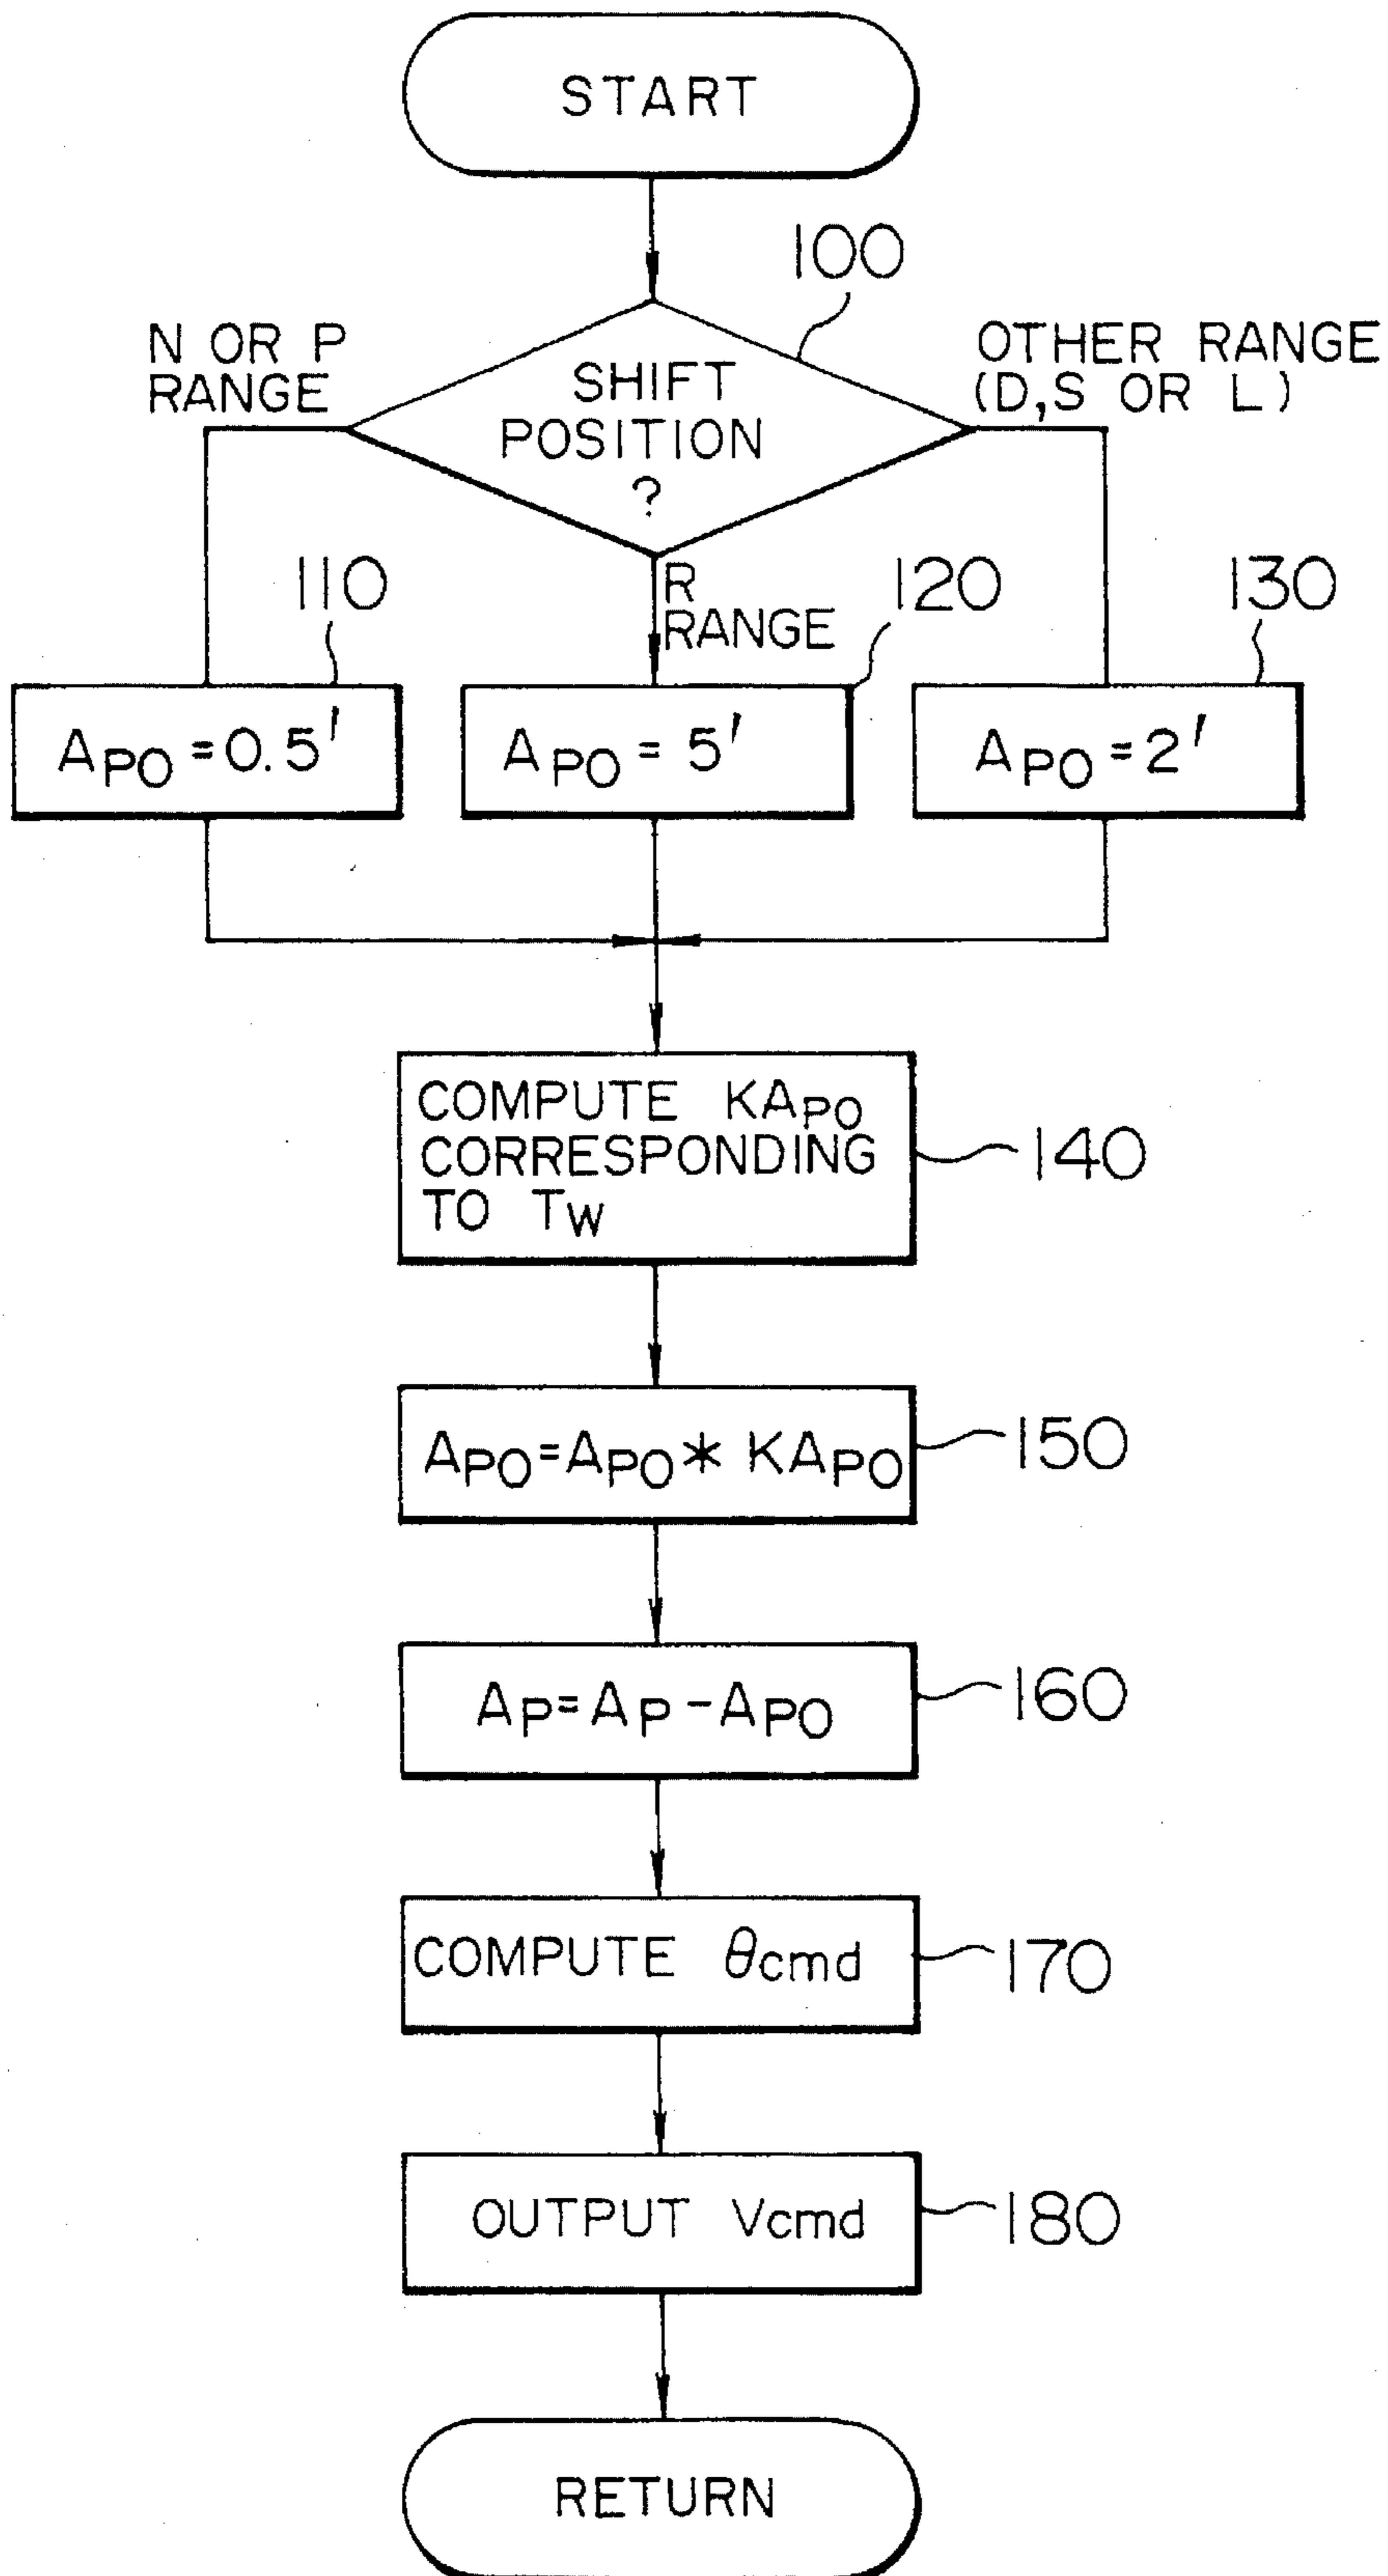 START
100
N OR P
RANGE
OTHER RANGE
(D,S OR L)
SHIFT
POSITION
?
110
R
RANGE
120
130
APO = 0.5'
APO = 5'
APO = 2'
COMPUTE KAPO
CORRESPONDING
TO TW
140
APO = APO * KAPO
150
AP = AP - APO
160
COMPUTE θcmd
170
OUTPUT Vcmd
180
RETURN